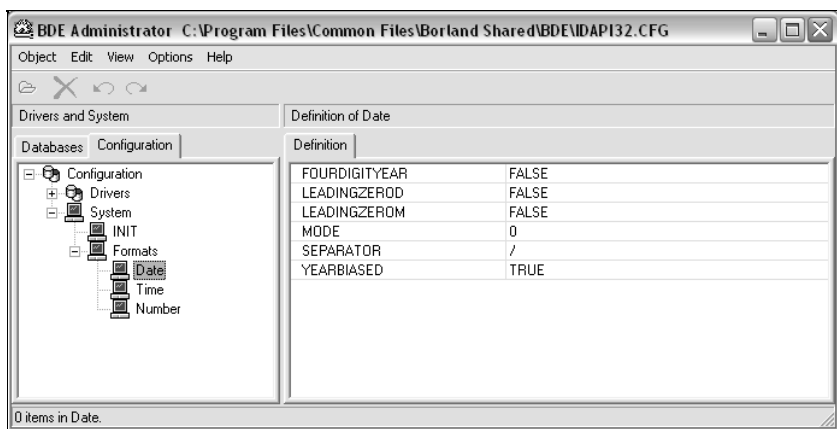 BDE Administrator C:\Program Files\Common Files\Borland Shared\BDE\IDAPI32.CFG
Object Edit View Options Help
Drivers and System
Definition of Date
Databases Configuration
Definition
Configuration
Drivers
System
INIT
Formats
Date
Time
Number
FOURDIGITYEAR FALSE
LEADINGZEROD FALSE
LEADINGZEROM FALSE
MODE 0
SEPARATOR /
YEARBIASED TRUE
0 items in Date.